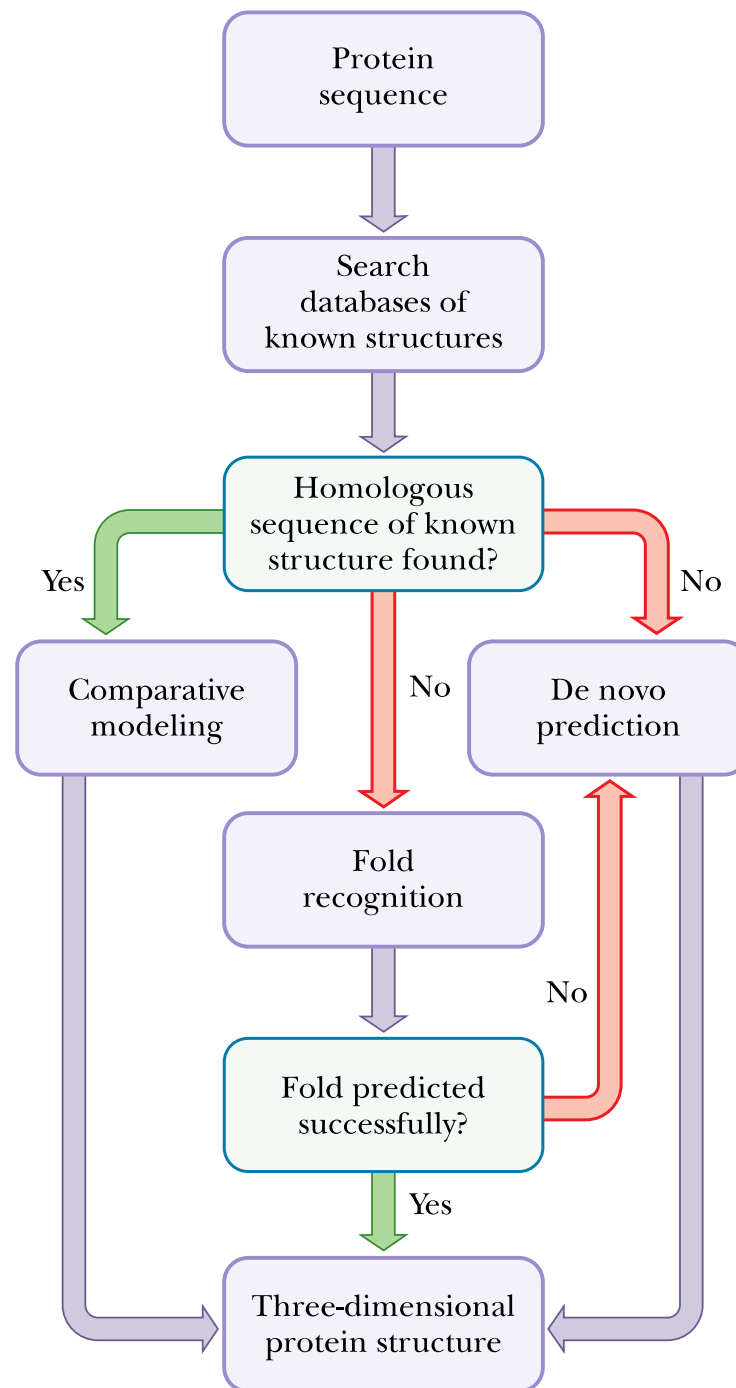 Protein
sequence
Search
databases of
known structures
Homologous
sequence of known
structure found?
Yes
No
No
Comparative
modeling
De novo
prediction
Fold
recognition
No
Fold predicted
successfully?
Yes
Three-dimensional
protein structure